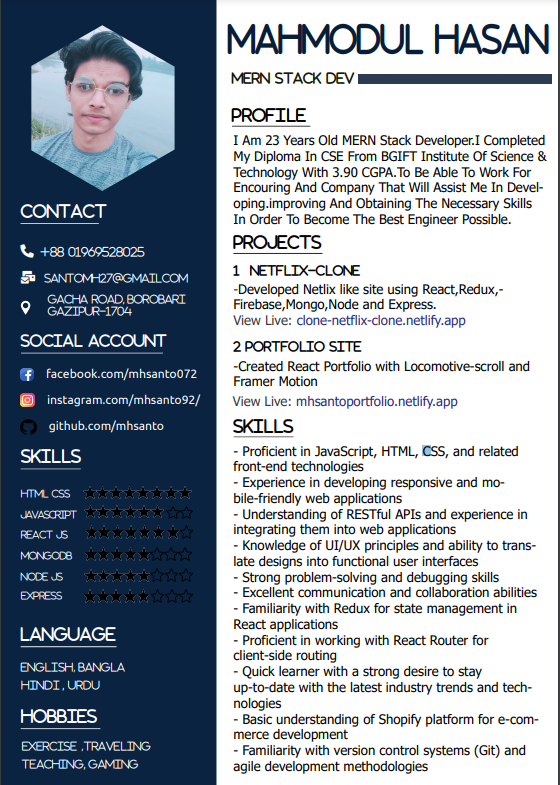 MAHMODUL HASAN
MERN STACK DEV
CONTACT
+88 01969528025
SANTOMH27@GMAIL.COM
GACHA ROAD, BOROBARI
GAZIPUR-1704
SOCIAL ACCOUNT
facebook.com/mhsanto072
instagram.com/mhsanto92/
github.com/mhsanto
SKILLS
HTML CSS
JAVASCRIPT
REACT JS
MONGODB
NODE JS
EXPRESS
LANGUAGE
ENGLISH, BANGLA
HINDI , URDU
HOBBIES
EXERCISE ,TRAVELING
TEACHING, GAMING
PROFILE
I Am 23 Years Old MERN Stack Developer.I Completed
My Diploma In CSE From BGIFT Institute Of Science &
Technology With 3.90 CGPA.To Be Able To Work For
Encouring And Company That Will Assist Me In Devel-
oping.improving And Obtaining The Necessary Skills
In Order To Become The Best Engineer Possible.
PROJECTS
1 NETFLIX-CLONE
-Developed Netlix like site using React,Redux,-
Firebase,Mongo,Node and Express.
View Live: clone-netflix-clone.netlify.app
2 PORTFOLIO SITE
-Created React Portfolio with Locomotive-scroll and
Framer Motion
View Live: mhsantoportfolio.netlify.app
SKILLS
- Proficient in JavaScript, HTML, CSS, and related
front-end technologies
- Experience in developing responsive and mo-
bile-friendly web applications
- Understanding of RESTful APIs and experience in
integrating them into web applications
- Knowledge of UI/UX principles and ability to trans-
late designs into functional user interfaces
- Strong problem-solving and debugging skills
- Excellent communication and collaboration abilities
- Familiarity with Redux for state management in
React applications
- Proficient in working with React Router for
client-side routing
- Quick learner with a strong desire to stay
up-to-date with the latest industry trends and tech-
nologies
- Basic understanding of Shopify platform for e-com-
merce development
- Familiarity with version control systems (Git) and
agile development methodologies